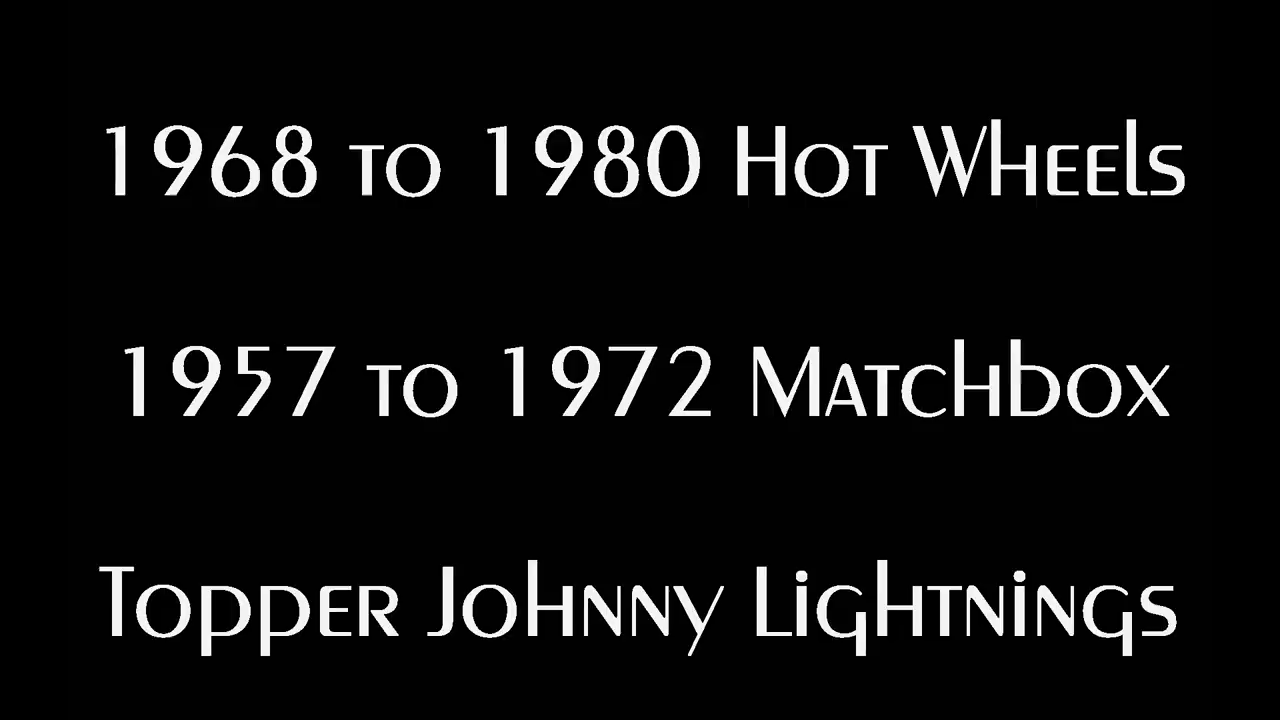 1968 to 1980 Hot Wheels
1957 to 1972 Matchbox
Topper Johnny Lightnings